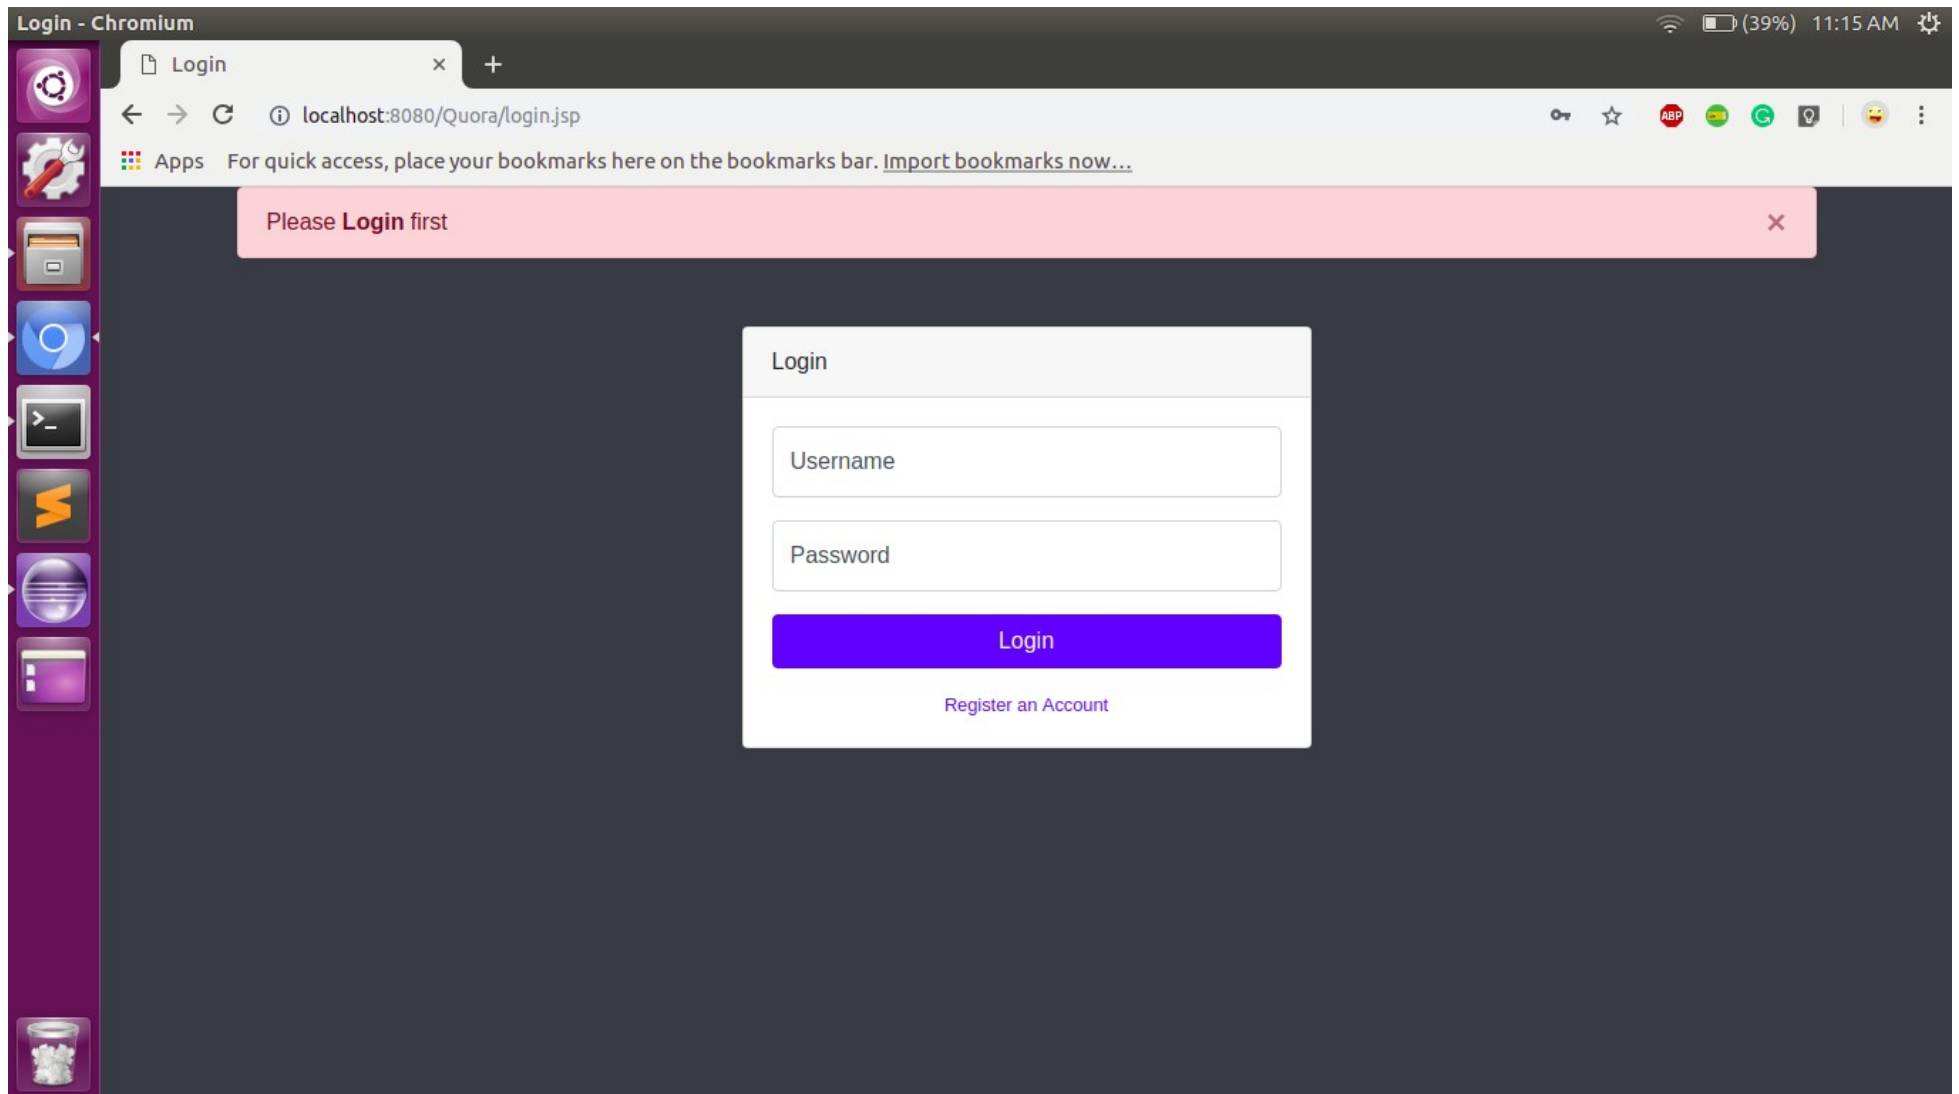 Login - Chromium
(39%) 11:15 AM
Login
localhost:8080/Quora/login.jsp
ABP
Apps For quick access, place your bookmarks here on the bookmarks bar. Import bookmarks now…
Please Login first
Login
Username
Password
Login
Register an Account